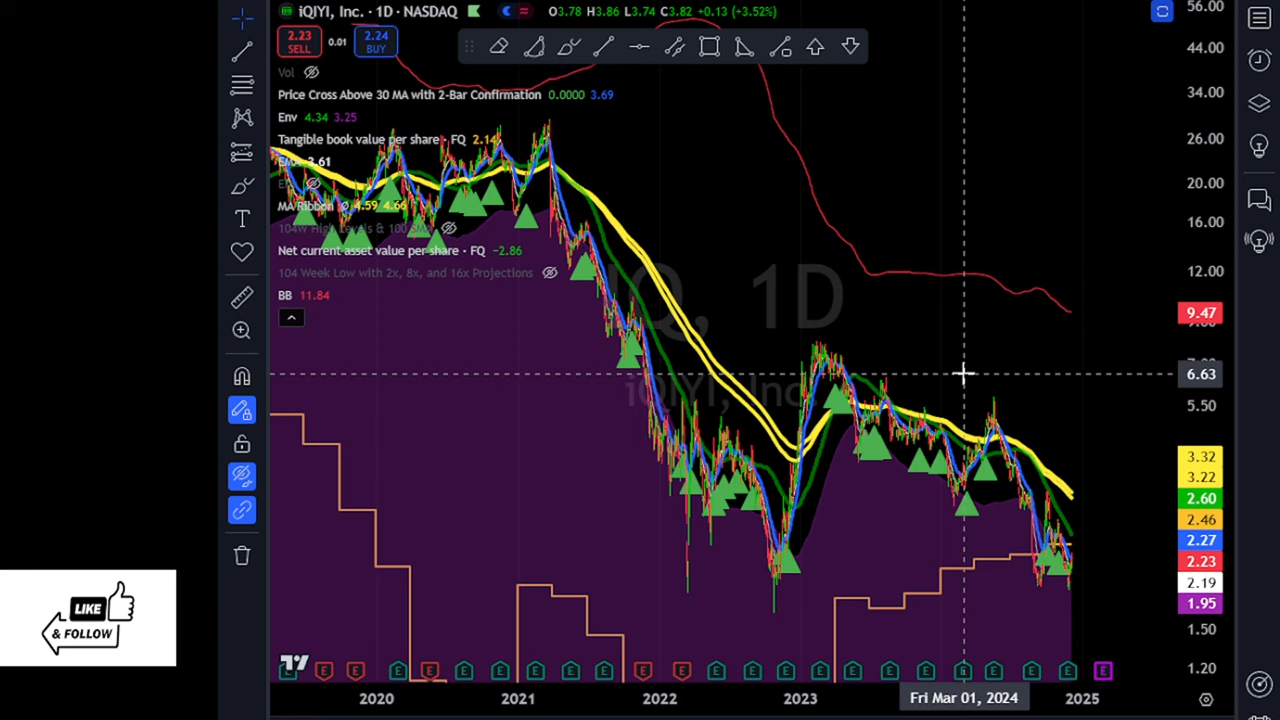 iQIYI, Inc. · 1D · NASDAQ O3.78 H3.86 L3.74 C3.82 +0.13 (+3.52%)
2.23 SELL 0.01 2.24 BUY
Vol
Price Cross Above 30 MA with 2-Bar Confirmation 0.0000 3.69
Env 4.34 3.25
Tangible book value per share · FQ 2.14
EMA 3.61
MA Ribbon Ø 4.59 4.66
104W High Levels & 100 SMA
Net current asset value per share · FQ −2.86
104 Week Low with 2x, 8x, and 16x Projections
BB 11.84
IQ, 1D
iQIYI, Inc.
56.00
44.00
34.00
26.00
20.00
16.00
12.00
9.47
6.63
5.50
3.32
3.22
2.60
2.46
2.27
2.23
2.19
1.95
1.50
1.20
LIKE
& FOLLOW
E E E E E E E E E E E E E E E E E E E E E E E
2020 2021 2022 2023 Fri Mar 01, 2024 2025